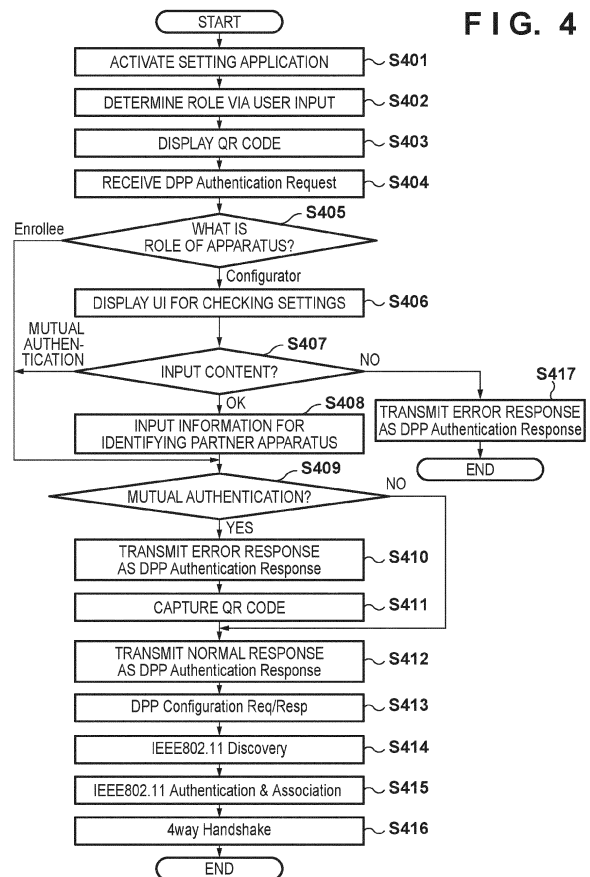 FIG. 4
START
ACTIVATE SETTING APPLICATION
S401
DETERMINE ROLE VIA USER INPUT
S402
DISPLAY QR CODE
S403
RECEIVE DPP Authentication Request
S404
S405
Enrollee
WHAT IS
ROLE OF APPARATUS?
Configurator
DISPLAY UI FOR CHECKING SETTINGS
S406
MUTUAL
AUTHEN-
TICATION
S407
INPUT CONTENT?
NO
OK
S417
TRANSMIT ERROR RESPONSE
AS DPP Authentication Response
END
S408
INPUT INFORMATION FOR
IDENTIFYING PARTNER APPARATUS
S409
MUTUAL AUTHENTICATION?
NO
YES
TRANSMIT ERROR RESPONSE
AS DPP Authentication Response
S410
CAPTURE QR CODE
S411
TRANSMIT NORMAL RESPONSE
AS DPP Authentication Response
S412
DPP Configuration Req/Resp
S413
IEEE802.11 Discovery
S414
IEEE802.11 Authentication & Association
S415
4way Handshake
S416
END